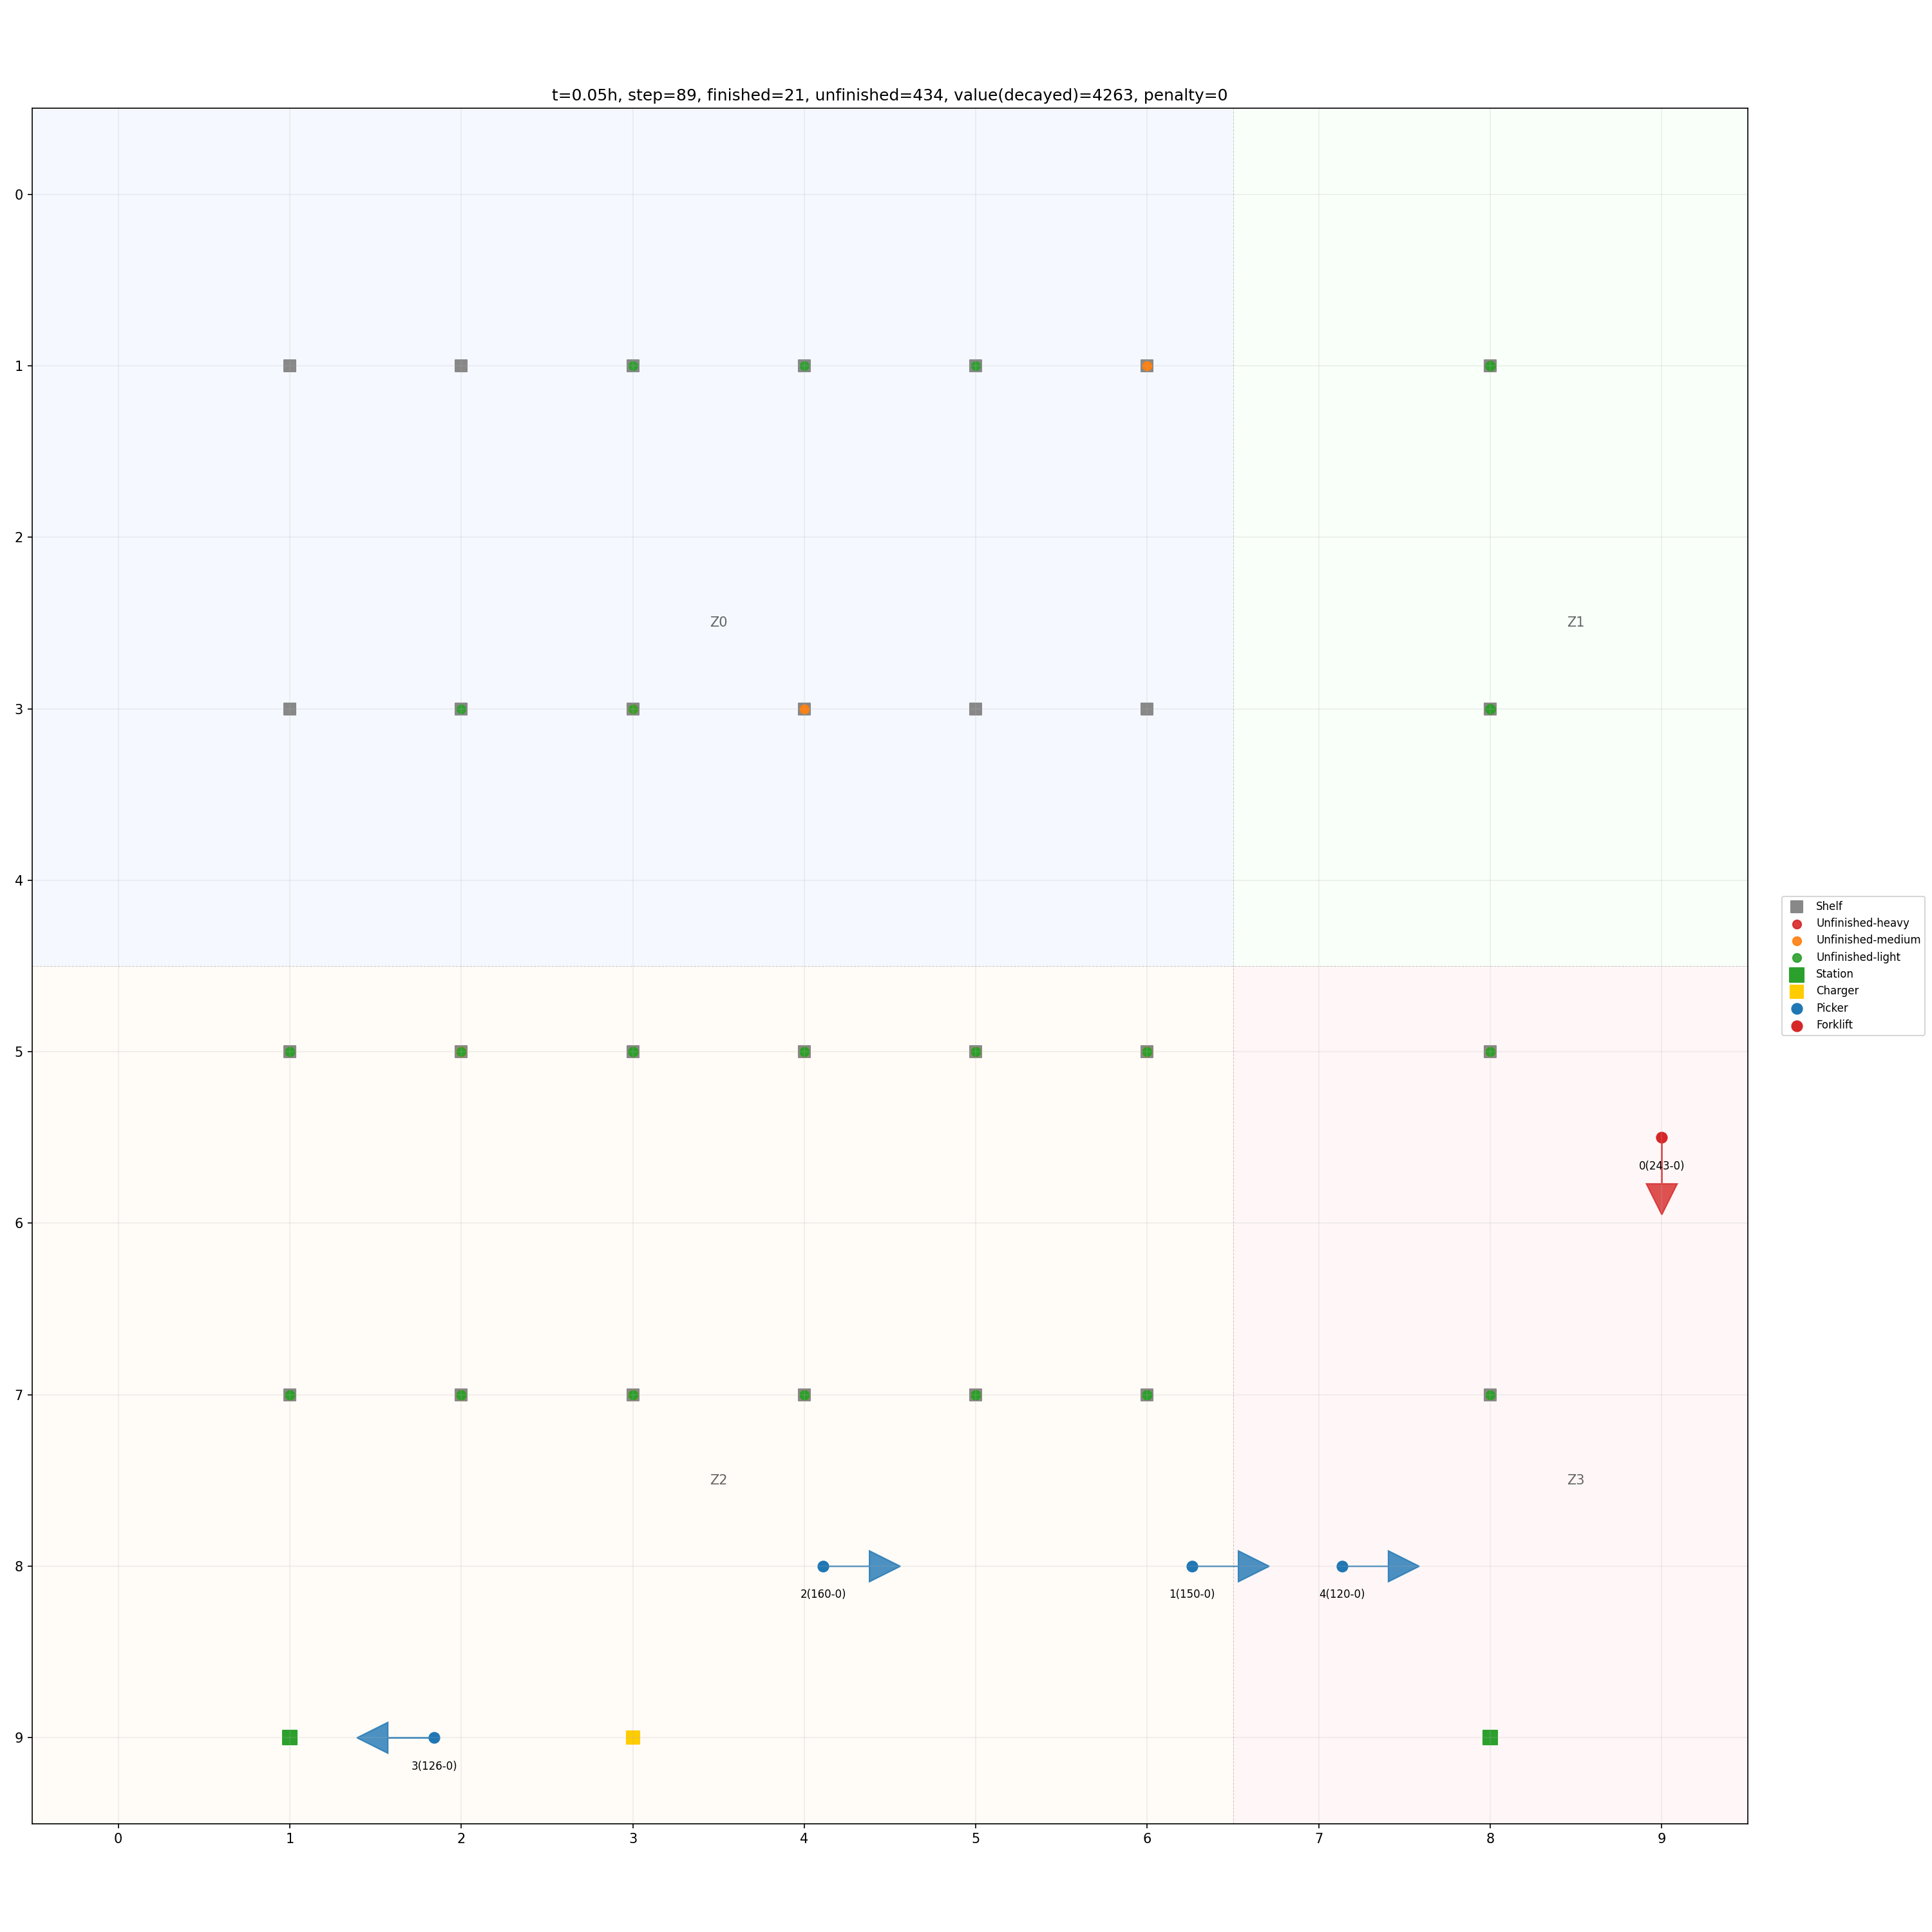 t=0.05h, step=89, finished=21, unfinished=434, value(decayed)=4263, penalty=0
0
1
2
Z0
Z1
3
4
Shelf
Unfinished-heavy
Unfinished-medium
Unfinished-light
Station
Charger
Picker
Forklift
5
0(243-0)
6
7
Z2
Z3
8
2(160-0)
1(150-0)
4(120-0)
9
3(126-0)
0 1 2 3 4 5 6 7 8 9